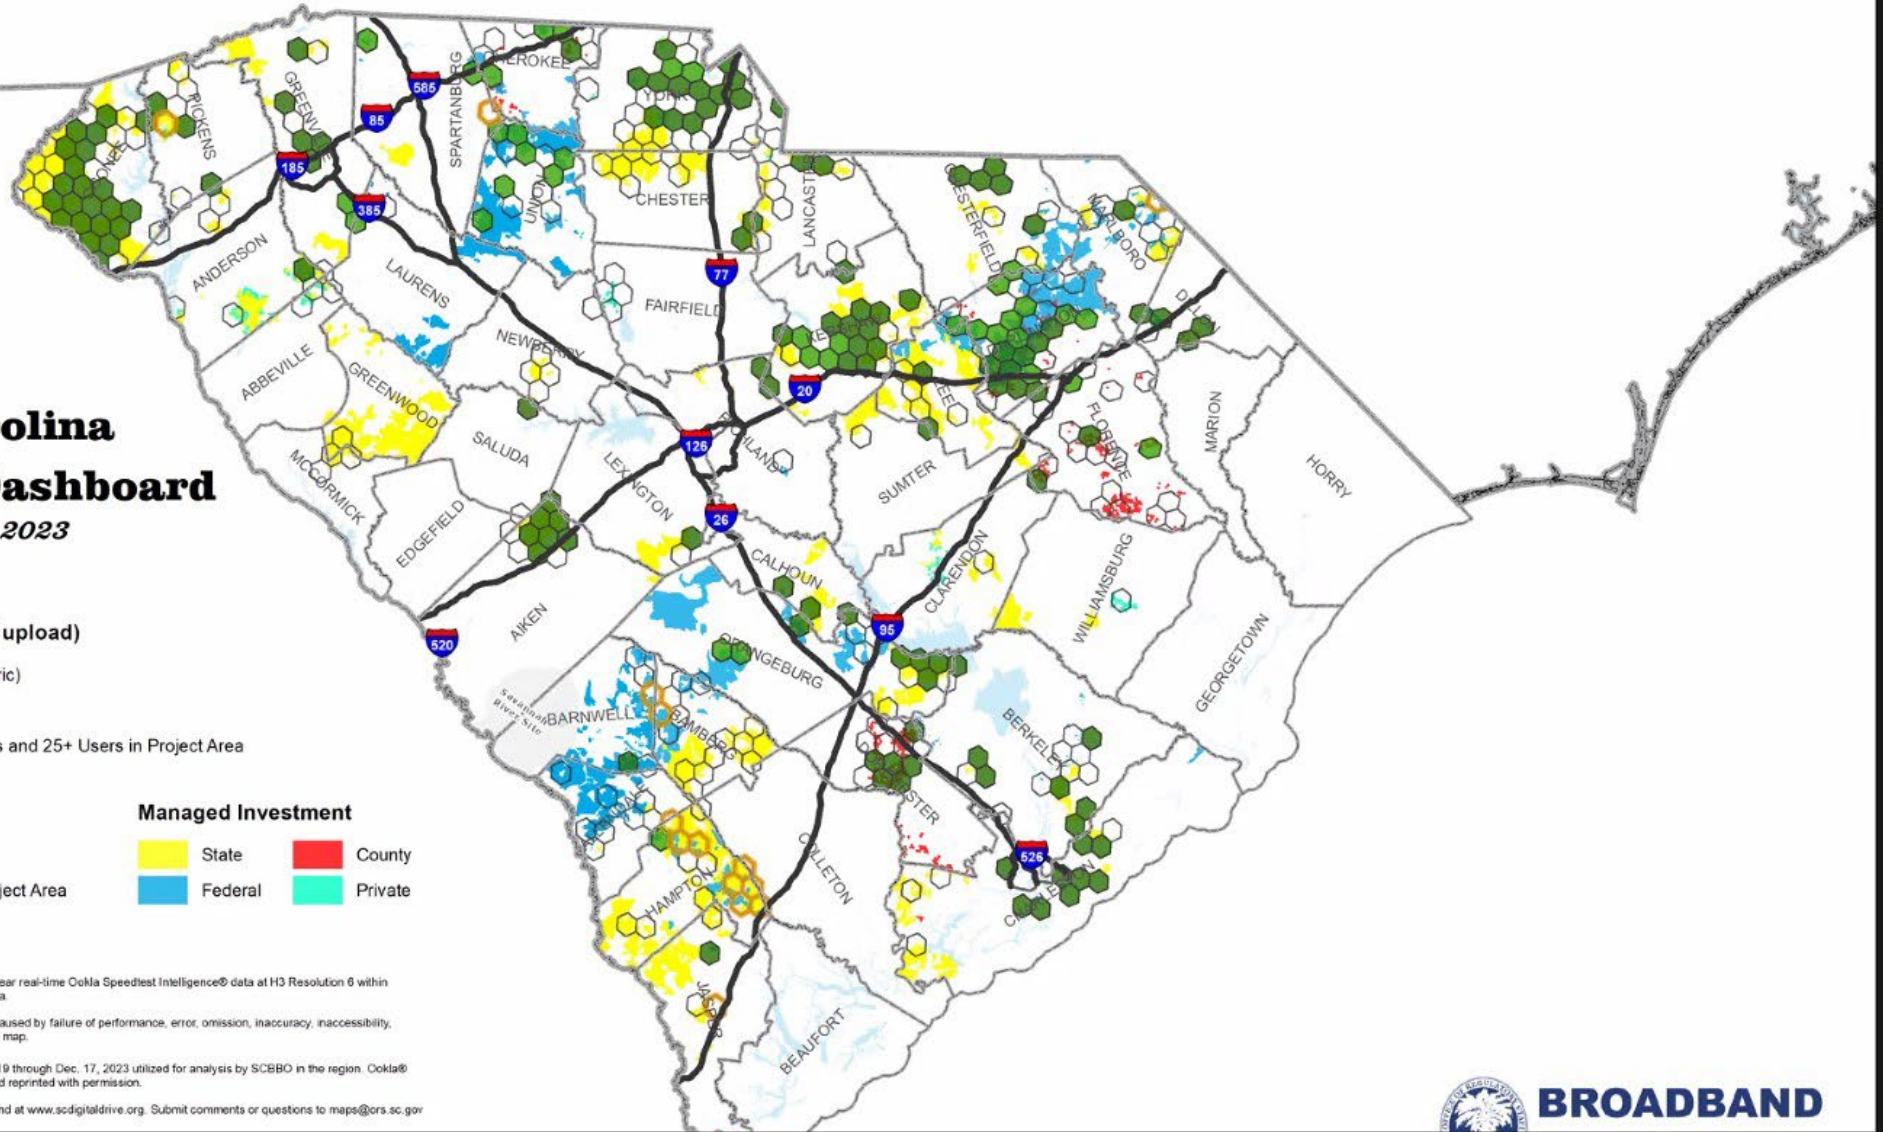 olina
ashboard
2023
upload)
ric)
s and 25+ Users in Project Area
Managed Investment
State
County
ject Area
Federal
Private
ear real-time Ookla Speedtest Intelligence® data at H3 Resolution 6 within
a.
aused by failure of performance, error, omission, inaccuracy, inaccessibility,
map.
19 through Dec. 17, 2023 utilized for analysis by SCBBO in the region. Ookla®
d reprinted with permission.
nd at www.scdigitaldrive.org. Submit comments or questions to maps@ors.sc.gov
PICKENS
SPARTANBURG
YORK
UNION
CHESTER
LANCASTER
CHESTERFIELD
MARLBORO
ANDERSON
LAURENS
FAIRFIELD
NEWBERRY
DILLON
ABBEVILLE
GREENWOOD
SALUDA
LEXINGTON
RICHLAND
LEE
SUMTER
FLORENCE
MARION
HORRY
MCCORMICK
EDGEFIELD
AIKEN
CALHOUN
CLARENDON
WILLIAMSBURG
GEORGETOWN
ORANGEBURG
Savannah
River Site
BARNWELL
BAMBERG
BERKELEY
HAMPTON
COLLETON
JASPER
BEAUFORT
585
85
185
385
77
20
126
26
95
520
526
BROADBAND